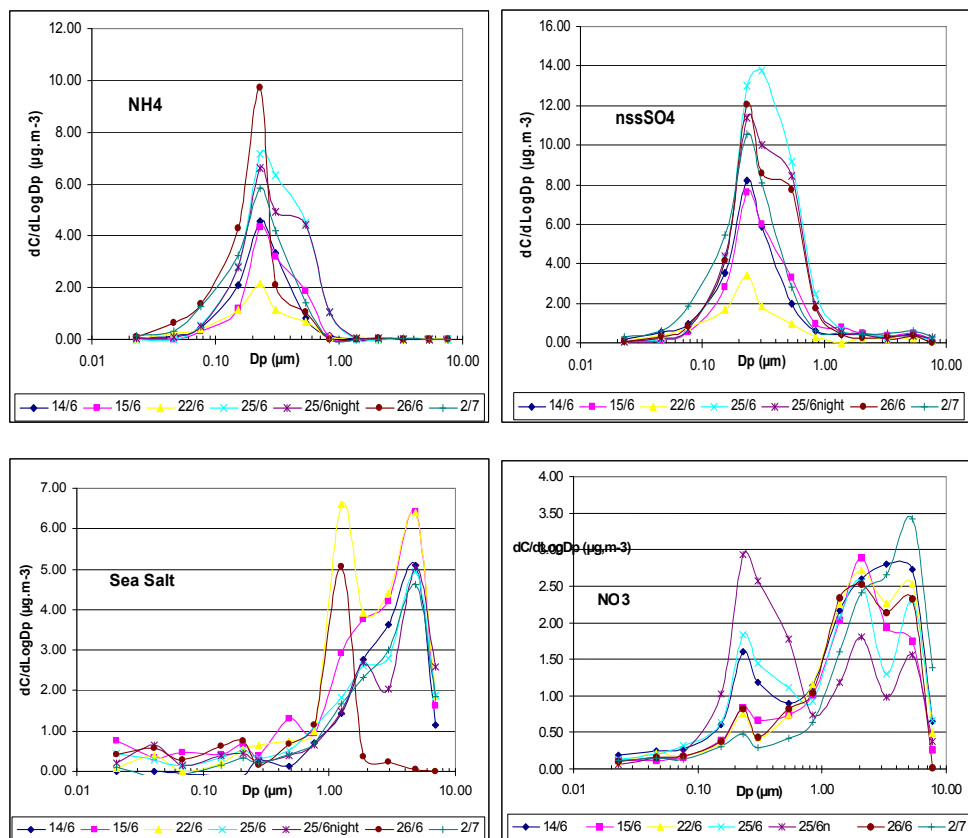 12.00
10.00
8.00
6.00
4.00
2.00
0.00
0.01 0.10 1.00 10.00
dC/dLogDp (µg.m-3)
NH4
Dp (µm)
14/6 15/6 22/6 25/6 25/6night 26/6 2/7
16.00
14.00
12.00
10.00
8.00
6.00
4.00
2.00
0.00
0.01 0.10 1.00 10.00
dC/dLogDp (µg.m-3)
nssSO4
Dp (µm)
14/6 15/6 22/6 25/6 25/6night 26/6 2/7
7.00
6.00
5.00
4.00
3.00
2.00
1.00
0.00
0.01 0.10 1.00 10.00
dC/dLogDp (µg.m-3)
Sea Salt
Dp (µm)
14/6 15/6 22/6 25/6 25/6night 26/6 2/7
4.00
3.50
dC/dLogDp (µg,m-3)
3.00
2.50
2.00
1.50
1.00
0.50
0.00
0.01 0.10 1.00 10.00
NO3
Dp (µm)
14/6 15/6 22/6 25/6 25/6n 26/6 2/7